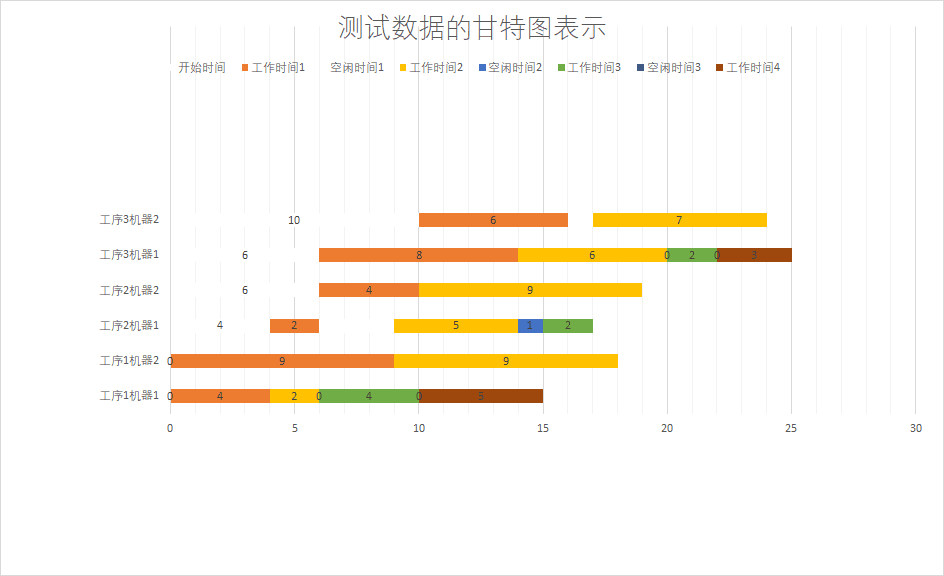 测试数据的甘特图表示
开始时间 工作时间1 空闲时间1 工作时间2 空闲时间2 工作时间3 空闲时间3 工作时间4
工序3机器2 10 6 7
工序3机器1 6 8 6 0 2 0 3
工序2机器2 6 4 9
工序2机器1 4 2 5 1 2
工序1机器2 0 9 9
工序1机器1 0 4 2 0 4 0 5
0 5 10 15 20 25 30